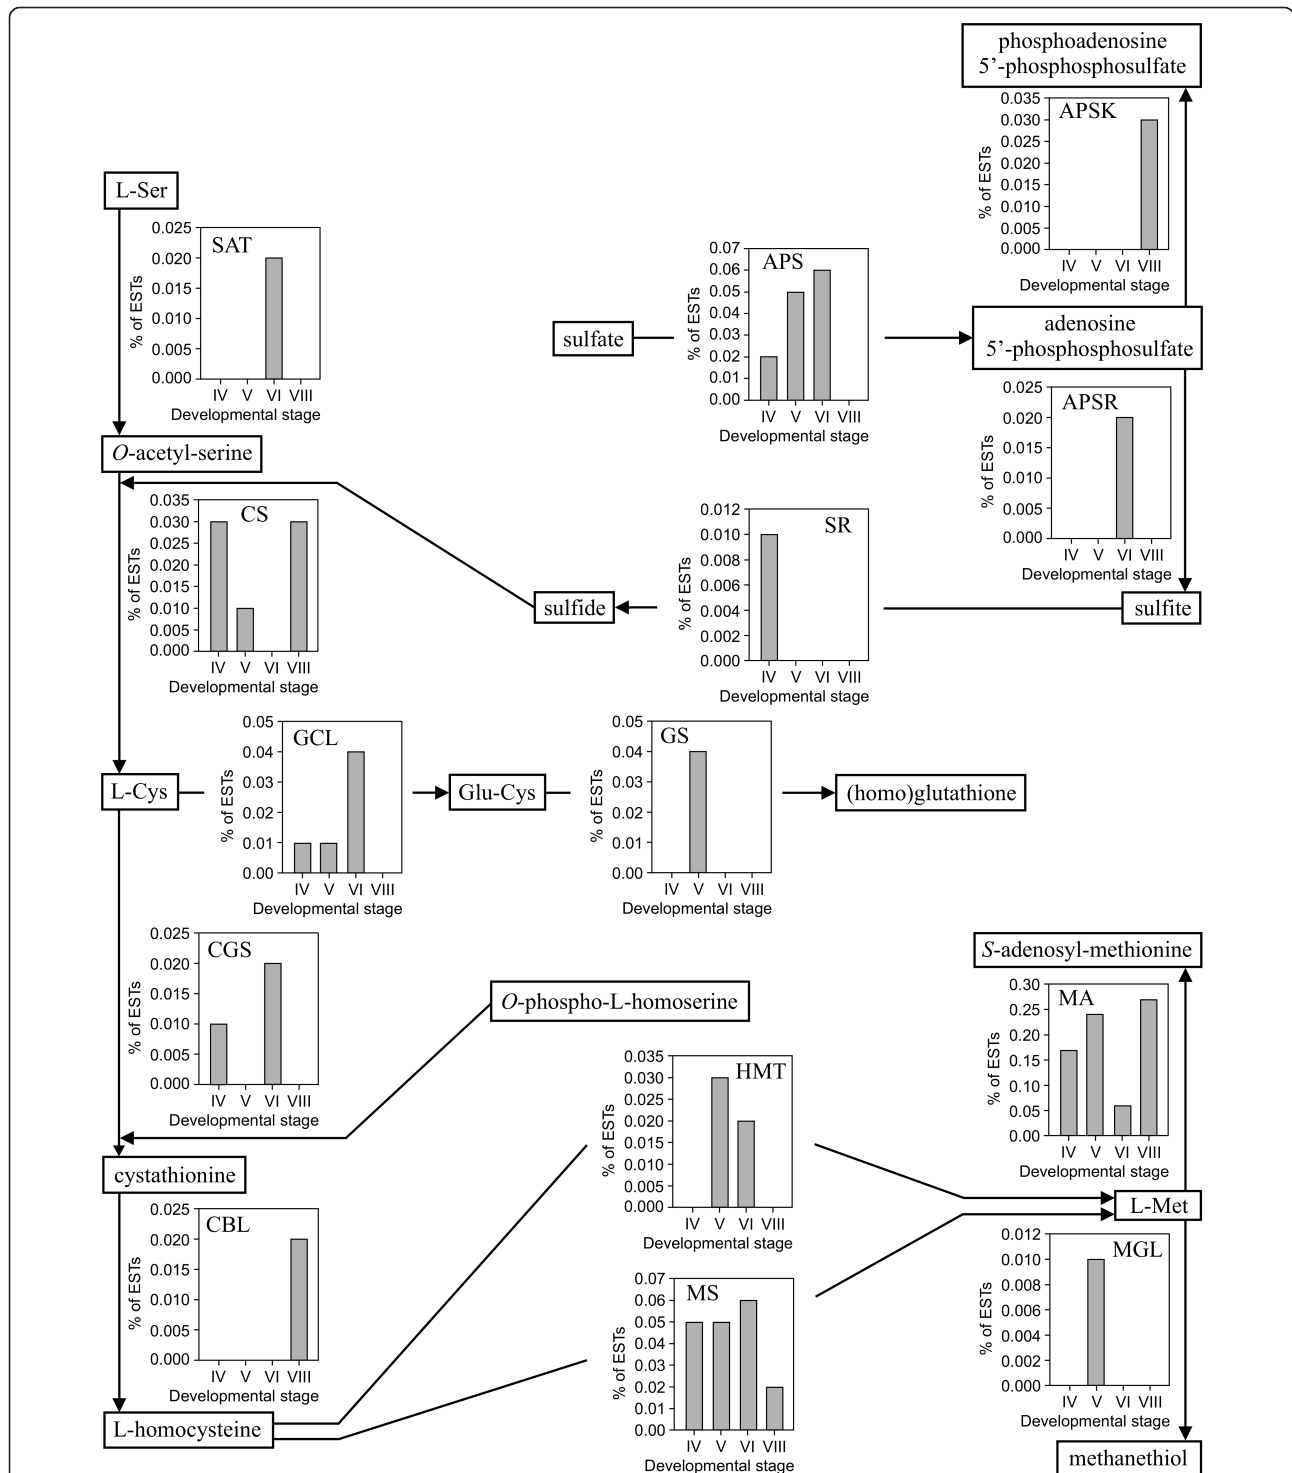 phosphoadenosine
5’-phosphosphosulfate
APSK
0.035
0.030
0.025
0.020
0.015
0.010
0.005
0.000
% of ESTs
IV V VI VIII
Developmental stage
L-Ser
SAT
0.025
0.020
0.015
0.010
0.005
0.000
% of ESTs
IV V VI VIII
Developmental stage
sulfate
APS
0.07
0.06
0.05
0.04
0.03
0.02
0.01
0.00
% of ESTs
IV V VI VIII
Developmental stage
adenosine
5’-phosphosphosulfate
APSR
0.025
0.020
0.015
0.010
0.005
0.000
% of ESTs
IV V VI VIII
Developmental stage
O-acetyl-serine
CS
0.035
0.030
0.025
0.020
0.015
0.010
0.005
0.000
% of ESTs
IV V VI VIII
Developmental stage
sulfide
SR
0.012
0.010
0.008
0.006
0.004
0.002
0.000
% of ESTs
IV V VI VIII
Developmental stage
sulfite
L-Cys
GCL
0.05
0.04
0.03
0.02
0.01
0.00
% of ESTs
IV V VI VIII
Developmental stage
Glu-Cys
GS
0.05
0.04
0.03
0.02
0.01
0.00
% of ESTs
IV V VI VIII
Developmental stage
(homo)glutathione
CGS
0.025
0.020
0.015
0.010
0.005
0.000
% of ESTs
IV V VI VIII
Developmental stage
O-phospho-L-homoserine
S-adenosyl-methionine
MA
0.30
0.25
0.20
0.15
0.10
0.05
0.00
% of ESTs
IV V VI VIII
Developmental stage
HMT
0.035
0.030
0.025
0.020
0.015
0.010
0.005
0.000
% of ESTs
IV V VI VIII
Developmental stage
cystathionine
L-Met
CBL
0.025
0.020
0.015
0.010
0.005
0.000
% of ESTs
IV V VI VIII
Developmental stage
MS
0.07
0.06
0.05
0.04
0.03
0.02
0.01
0.00
% of ESTs
IV V VI VIII
Developmental stage
MGL
0.012
0.010
0.008
0.006
0.004
0.002
0.000
% of ESTs
IV V VI VIII
Developmental stage
L-homocysteine
methanethiol